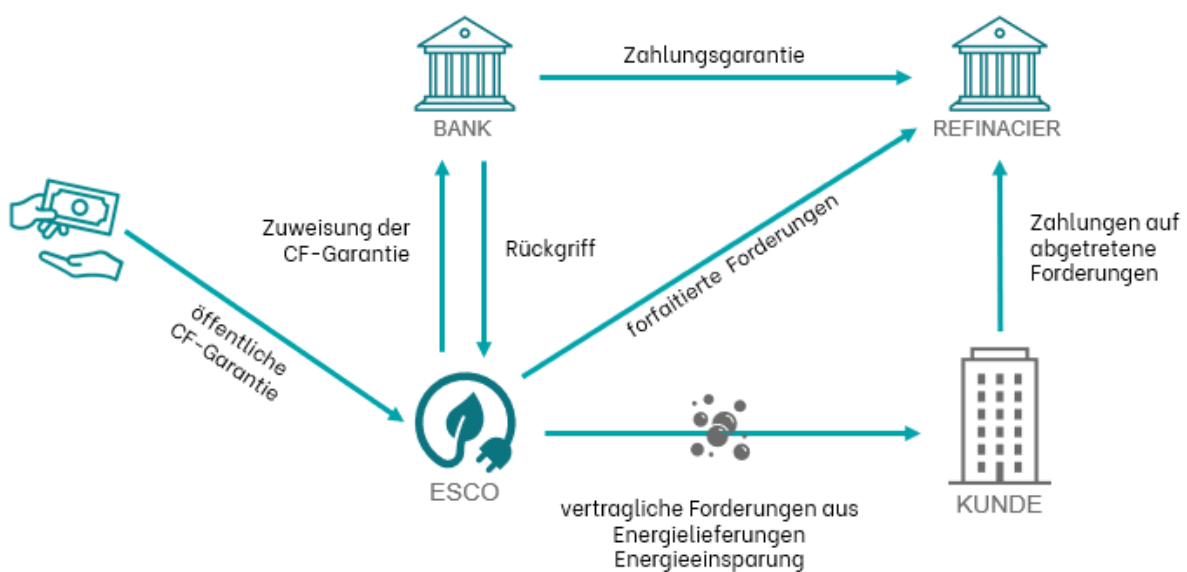 Zahlungsgarantie
BANK
REFINACIER
Zuweisung der
CF-Garantie
Rückgriff
forfaitierte Forderungen
Zahlungen auf
abgetretene
Forderungen
öffentliche
CF-Garantie
ESCO
KUNDE
vertragliche Forderungen aus
Energielieferungen
Energieeinsparung